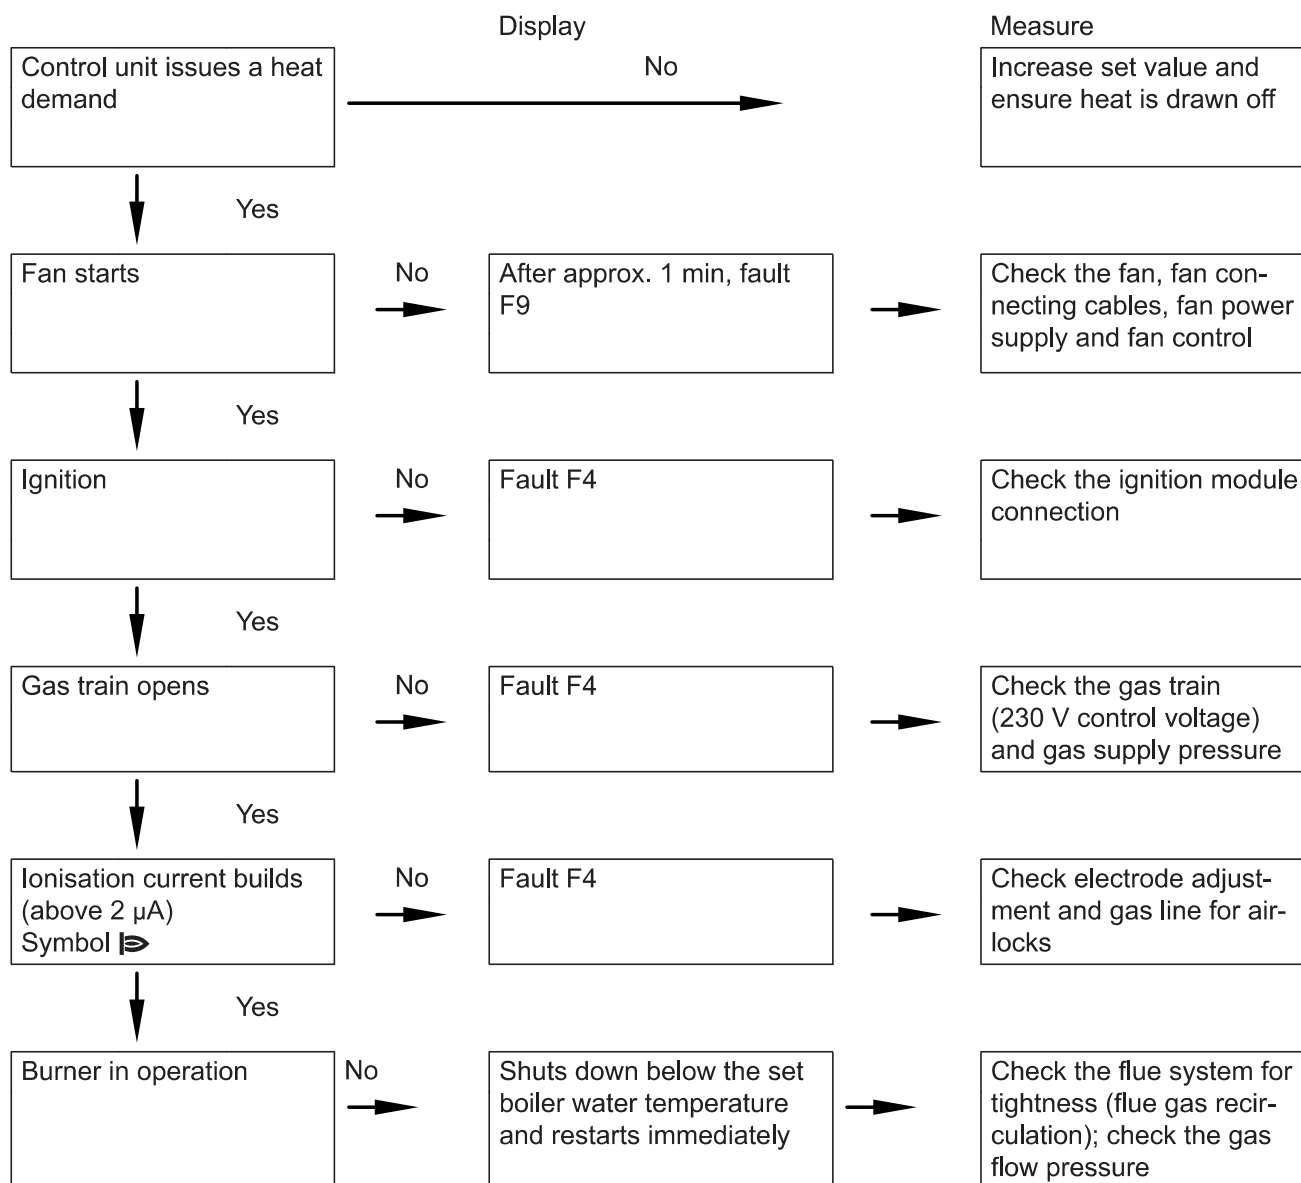 Display
Measure
Control unit issues a heat
demand
No
Increase set value and
ensure heat is drawn off
Yes
Fan starts
No
After approx. 1 min, fault
F9
Check the fan, fan con-
necting cables, fan power
supply and fan control
Yes
Ignition
No
Fault F4
Check the ignition module
connection
Yes
Gas train opens
No
Fault F4
Check the gas train
(230 V control voltage)
and gas supply pressure
Yes
Ionisation current builds
(above 2 µA)
Symbol
No
Fault F4
Check electrode adjust-
ment and gas line for air-
locks
Yes
Burner in operation
No
Shuts down below the set
boiler water temperature
and restarts immediately
Check the flue system for
tightness (flue gas recir-
culation); check the gas
flow pressure